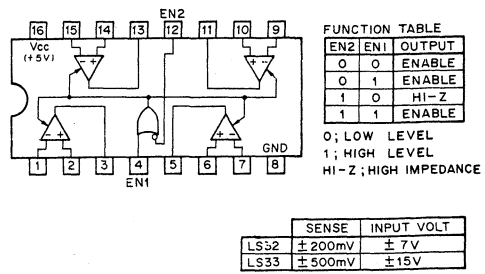 EN2
16 15 14 13 12 11 10 9
Vcc
(+5V)
- + + -
- + - +
GND
1 2 3 4 5 6 7 8
EN1
FUNCTION TABLE
EN2 EN1 OUTPUT
0 0 ENABLE
0 1 ENABLE
1 0 HI-Z
1 1 ENABLE
0; LOW LEVEL
1; HIGH LEVEL
HI-Z; HIGH IMPEDANCE
SENSE INPUT VOLT
LS32 ±200mV ±7V
LS33 ±500mV ±15V